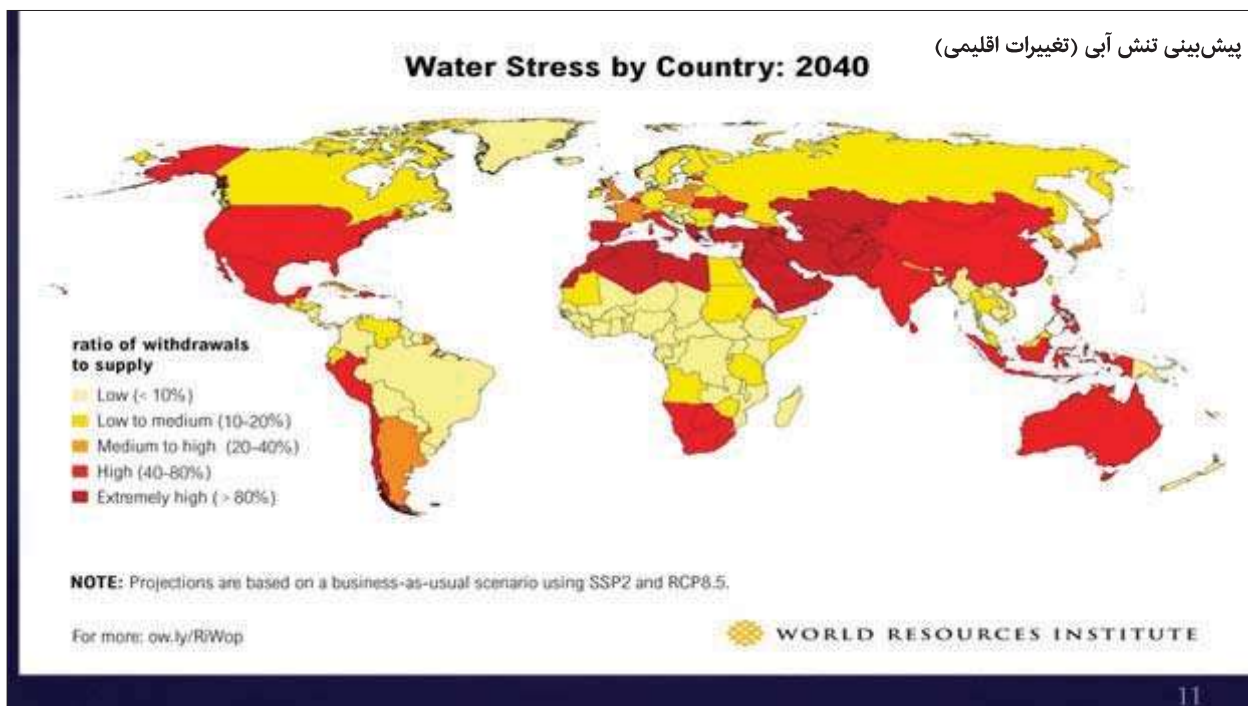 پیش‌بینی تنش آبی (تغییرات اقلیمی)
Water Stress by Country: 2040
ratio of withdrawals
to supply
Low (< 10%)
Low to medium (10-20%)
Medium to high (20-40%)
High (40-80%)
Extremely high ( > 80%)
NOTE: Projections are based on a business-as-usual scenario using SSP2 and RCP8.5.
For more: ow.ly/RiWop
WORLD RESOURCES INSTITUTE
11